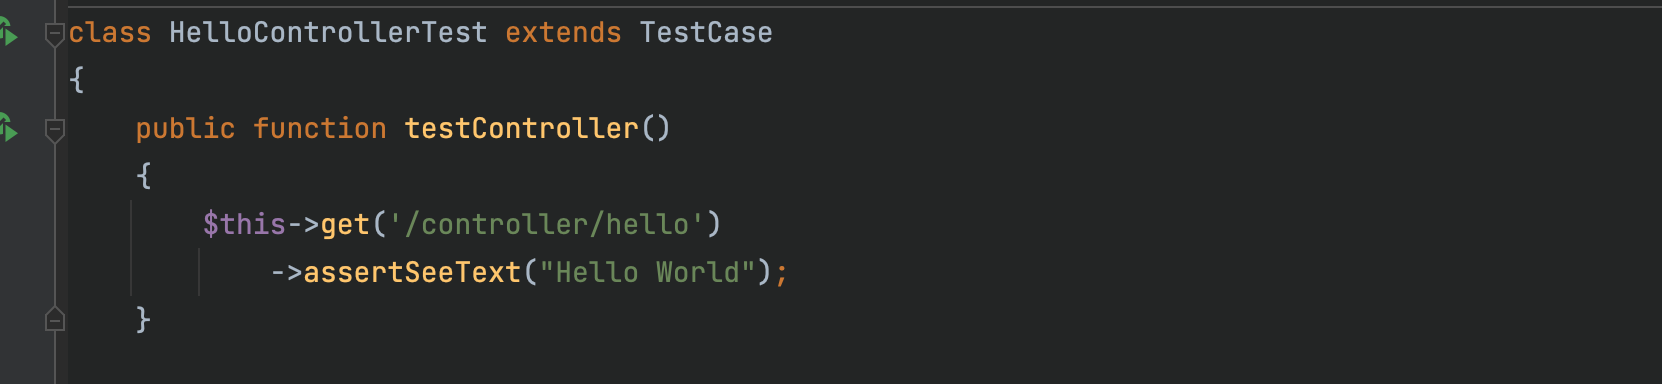 class HelloControllerTest extends TestCase
{
    public function testController()
    {
        $this->get('/controller/hello')
            ->assertSeeText("Hello World");
    }